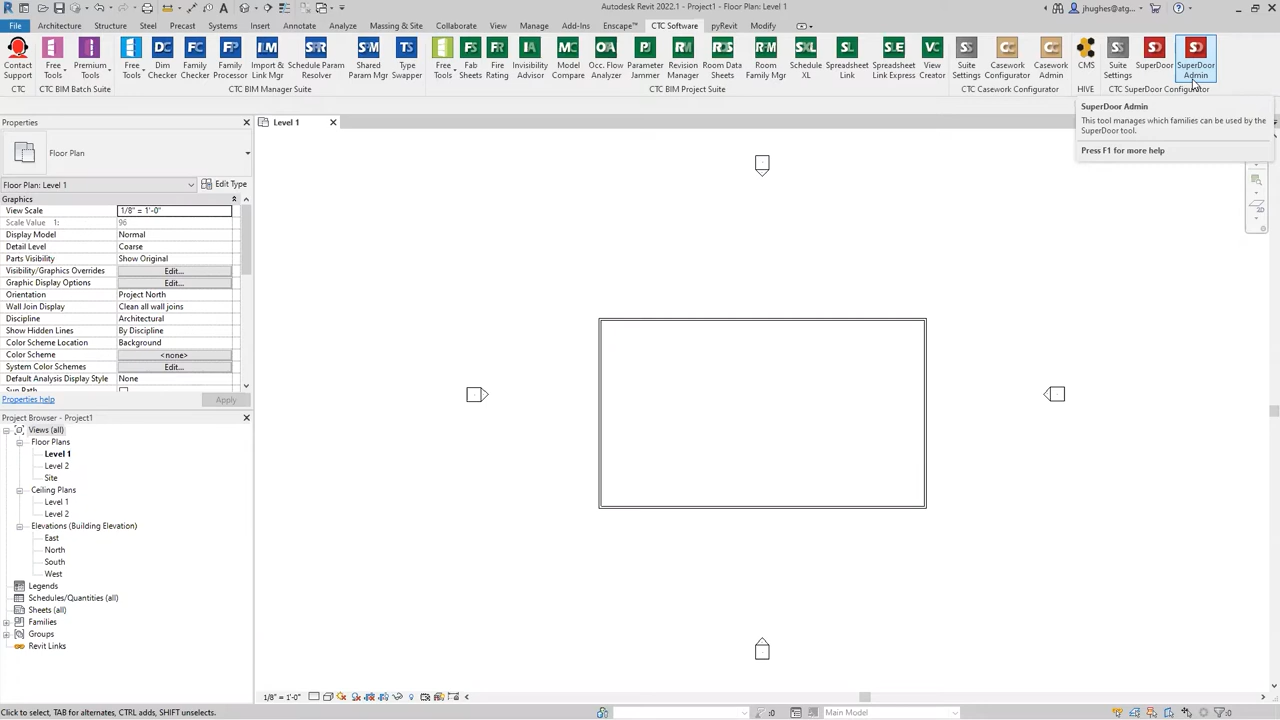 Autodesk Revit 2022.1 - Project1 - Floor Plan: Level 1
jhughes@atg...
File Architecture Structure Steel Precast Systems Insert Annotate Analyze Massing & Site Collaborate View Manage Add-Ins Enscape™ CTC Software pyRevit Modify
Contact Support
Free Tools
Premium Tools
Free Tools
Dim Checker
Family Checker
Family Processor
Import & Link Mgr
Schedule Param Resolver
Shared Param Mgr
Type Swapper
Free Tools
Fab Sheets
Fire Rating
Invisibility Advisor
Model Compare
Occ. Flow Analyzer
Parameter Jammer
Revision Manager
Room Data Sheets
Room Family Mgr
Schedule XL
Spreadsheet Link
Spreadsheet Link Express
View Creator
Suite Settings
Casework Configurator
Casework Admin
CMS
Suite Settings
SuperDoor
SuperDoor Admin
CTC
CTC BIM Batch Suite
CTC BIM Manager Suite
CTC BIM Project Suite
CTC Casework Configurator
HIVE
CTC SuperDoor Configurator
SuperDoor Admin
This tool manages which families can be used by the
SuperDoor tool.
Press F1 for more help
Level 1
Properties
Floor Plan
Floor Plan: Level 1
Edit Type
Graphics
View Scale 1/8" = 1'-0"
Scale Value 1: 96
Display Model Normal
Detail Level Coarse
Parts Visibility Show Original
Visibility/Graphics Overrides Edit...
Graphic Display Options Edit...
Orientation Project North
Wall Join Display Clean all wall joins
Discipline Architectural
Show Hidden Lines By Discipline
Color Scheme Location Background
Color Scheme <none>
System Color Schemes Edit...
Default Analysis Display Style None
Sun Path
Properties help
Apply
Project Browser - Project1
Views (all)
Floor Plans
Level 1
Level 2
Site
Ceiling Plans
Level 1
Level 2
Elevations (Building Elevation)
East
North
South
West
Legends
Schedules/Quantities (all)
Sheets (all)
Families
Groups
Revit Links
1/8" = 1'-0"
Click to select, TAB for alternates, CTRL adds, SHIFT unselects.
:0
Main Model
:0